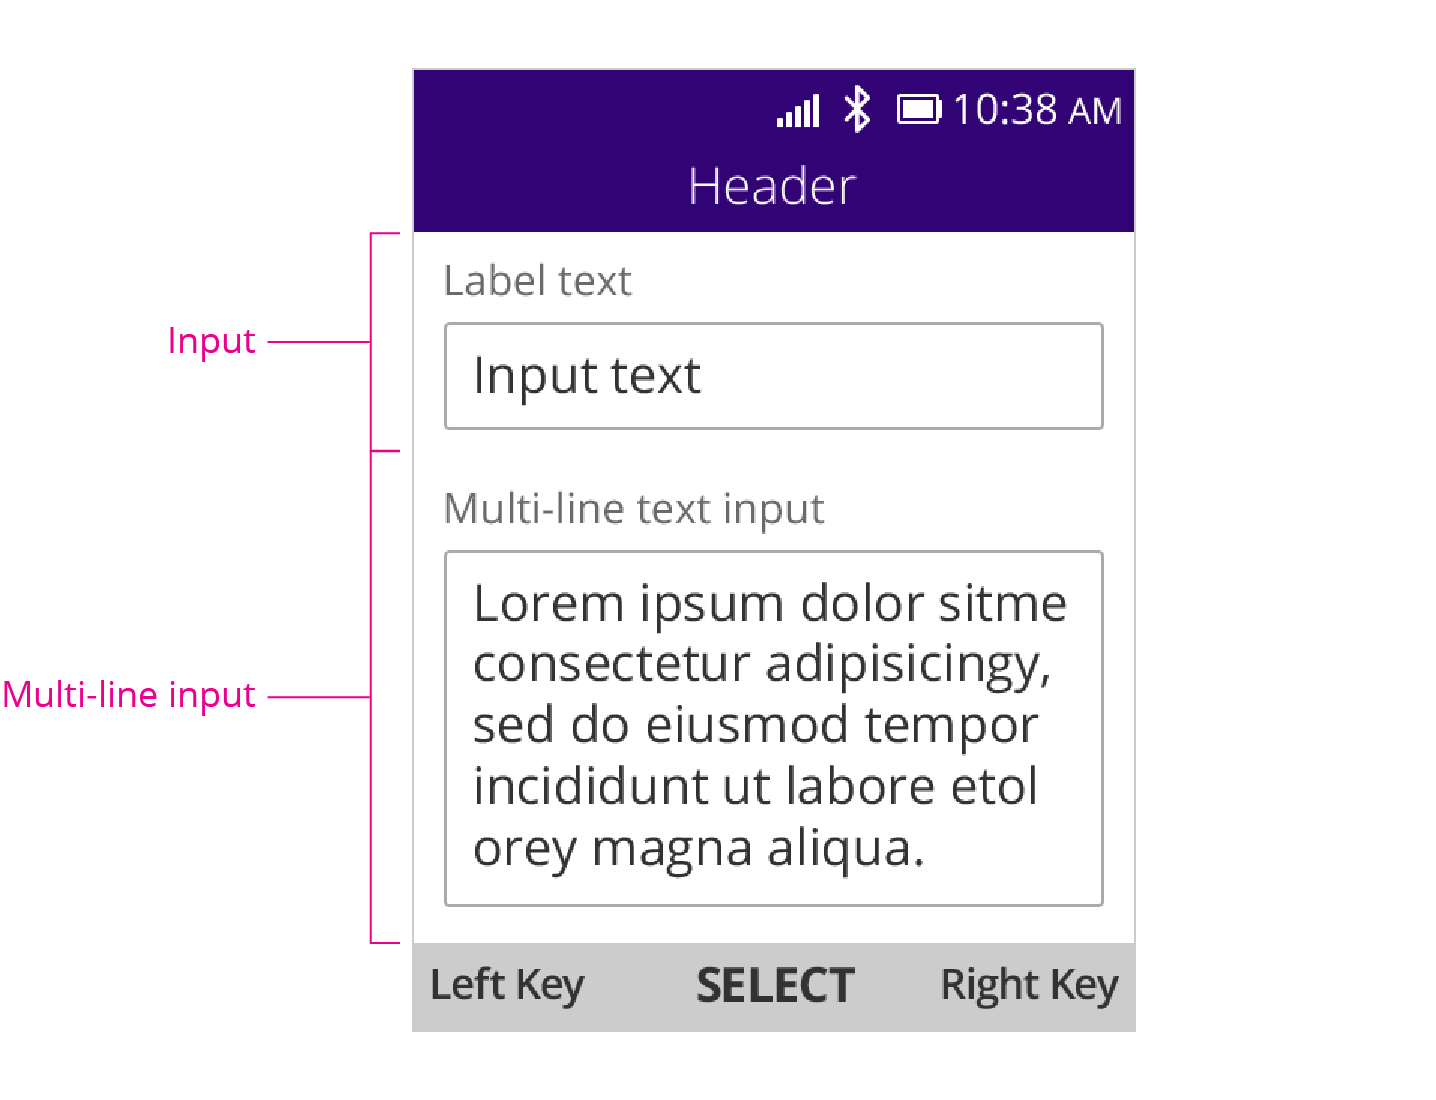 10:38 AM
Header
Label text
Input
Input text
Multi-line text input
Lorem ipsum dolor sitme
consectetur adipisicingy,
Multi-line input
sed do eiusmod tempor
incididunt ut labore etol
orey magna aliqua.
Left Key SELECT Right Key